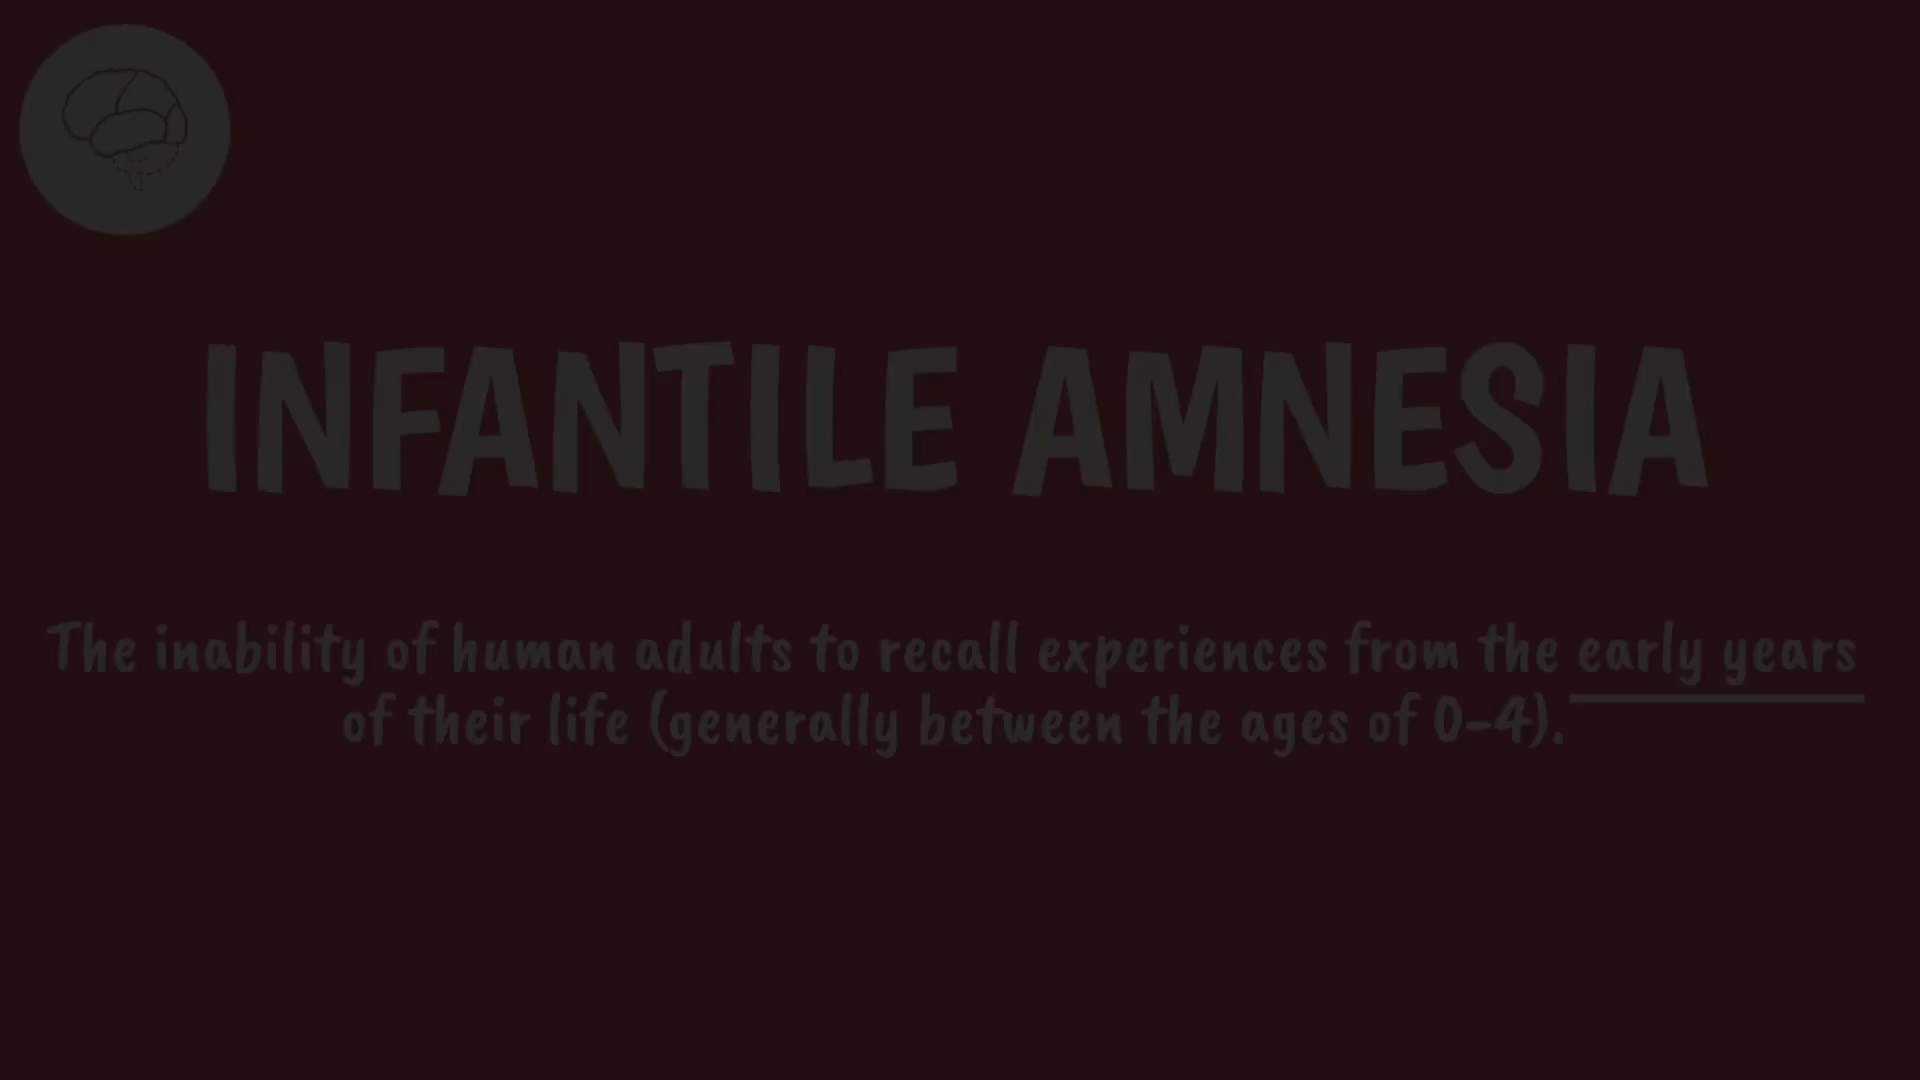 INFANTILE AMNESIA
The inability of human adults to recall experiences from the early years
of their life (generally between the ages of 0-4).